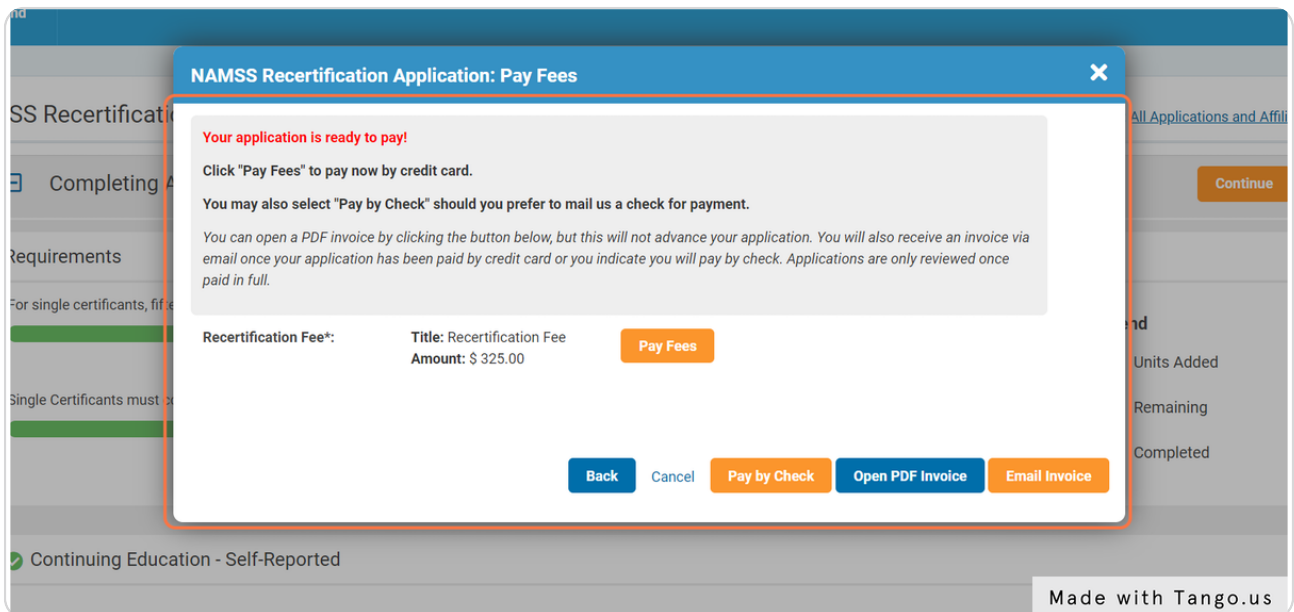 nd
NAMSS Recertification Application: Pay Fees
SS Recertificati
All Applications and Affili
Your application is ready to pay!
Click "Pay Fees" to pay now by credit card.
Completing A
Continue
You may also select "Pay by Check" should you prefer to mail us a check for payment.
You can open a PDF invoice by clicking the button below, but this will not advance your application. You will also receive an invoice via
email once your application has been paid by credit card or you indicate you will pay by check. Applications are only reviewed once
paid in full.
Requirements
For single certificants, fifte
Recertification Fee*:
Title: Recertification Fee
Amount: $ 325.00
Pay Fees
nd
Units Added
Single Certificants must co
Remaining
Completed
Back
Cancel
Pay by Check
Open PDF Invoice
Email Invoice
Continuing Education - Self-Reported
Made with Tango.us